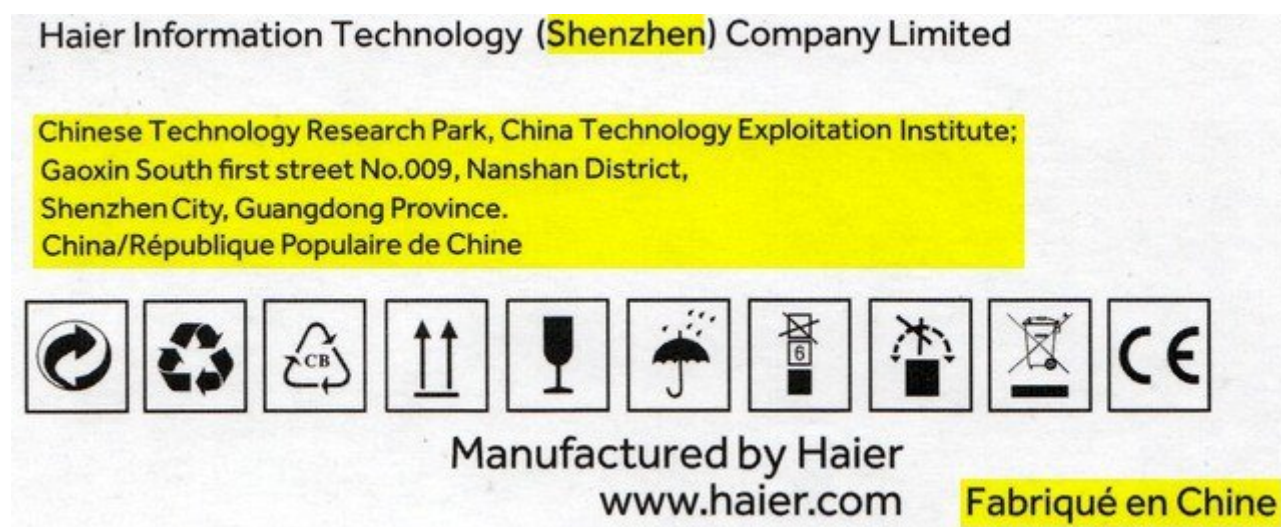 Haier Information Technology (Shenzhen) Company Limited
Chinese Technology Research Park, China Technology Exploitation Institute;
Gaoxin South first street No.009, Nanshan District,
Shenzhen City, Guangdong Province.
China/République Populaire de Chine
CB
6
CE
Manufactured by Haier
www.haier.com
Fabriqué en Chine